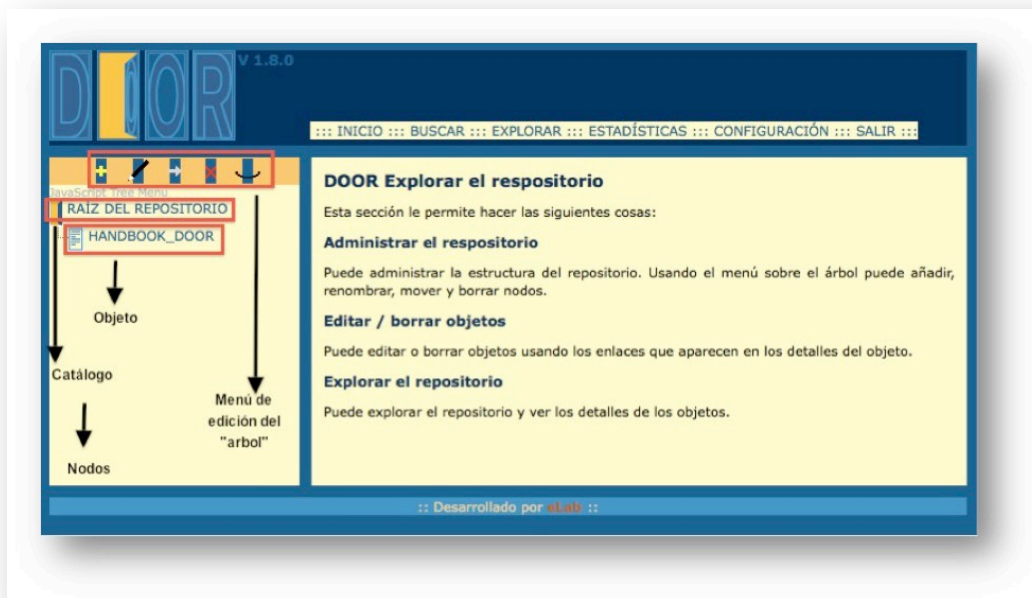 DOOR V 1.8.0
::: INICIO ::: BUSCAR ::: EXPLORAR ::: ESTADÍSTICAS ::: CONFIGURACIÓN ::: SALIR :::
JavaScript Tree Menu
RAÍZ DEL REPOSITORIO
HANDBOOK_DOOR
Objeto
Catálogo
Nodos
Menú de
edición del
"arbol"
DOOR Explorar el respositorio
Esta sección le permite hacer las siguientes cosas:
Administrar el respositorio
Puede administrar la estructura del repositorio. Usando el menú sobre el árbol puede añadir,
renombrar, mover y borrar nodos.
Editar / borrar objetos
Puede editar o borrar objetos usando los enlaces que aparecen en los detalles del objeto.
Explorar el repositorio
Puede explorar el repositorio y ver los detalles de los objetos.
:: Desarrollado por eLab ::